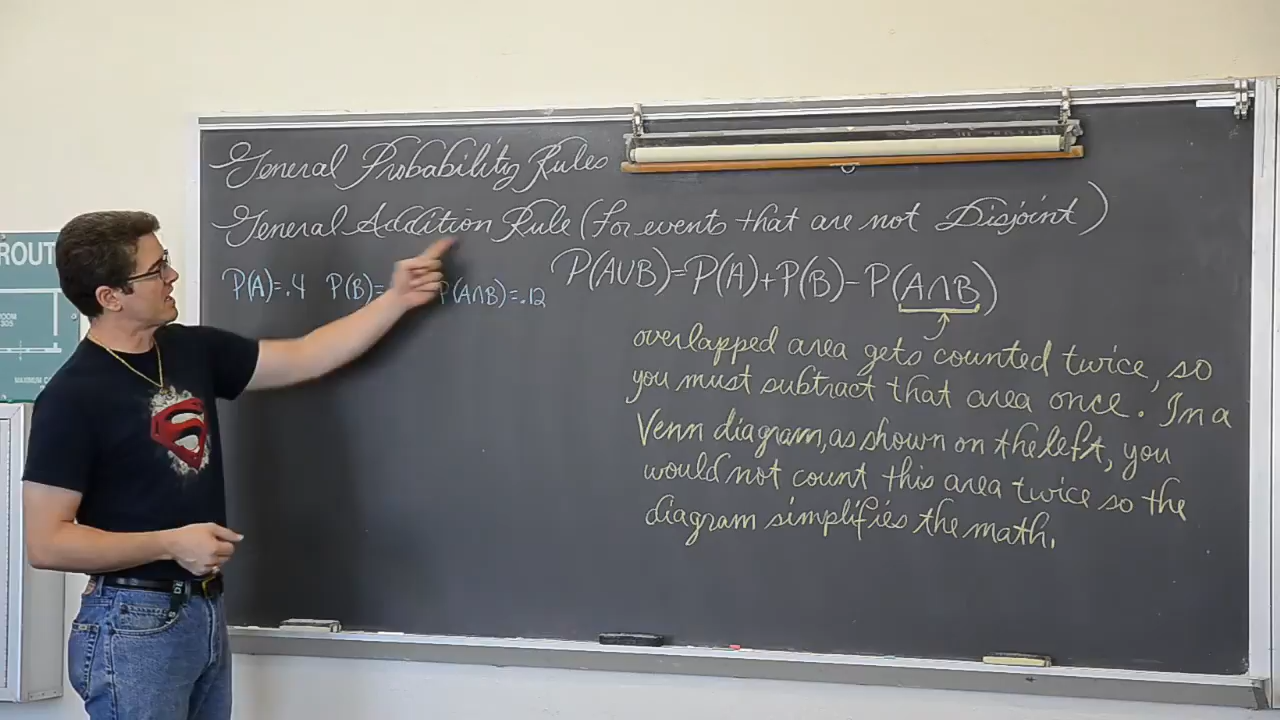 General Probability Rules
General Addition Rule (for events that are not Disjoint)
P(A)=.4 P(B)= P(A∩B)=.12
P(A∪B)=P(A)+P(B)-P(A∩B)
overlapped area gets counted twice, so
you must subtract that area once. In a
Venn diagram, as shown on the left, you
would not count this area twice so the
diagram simplifies the math.
ROUT
305
S